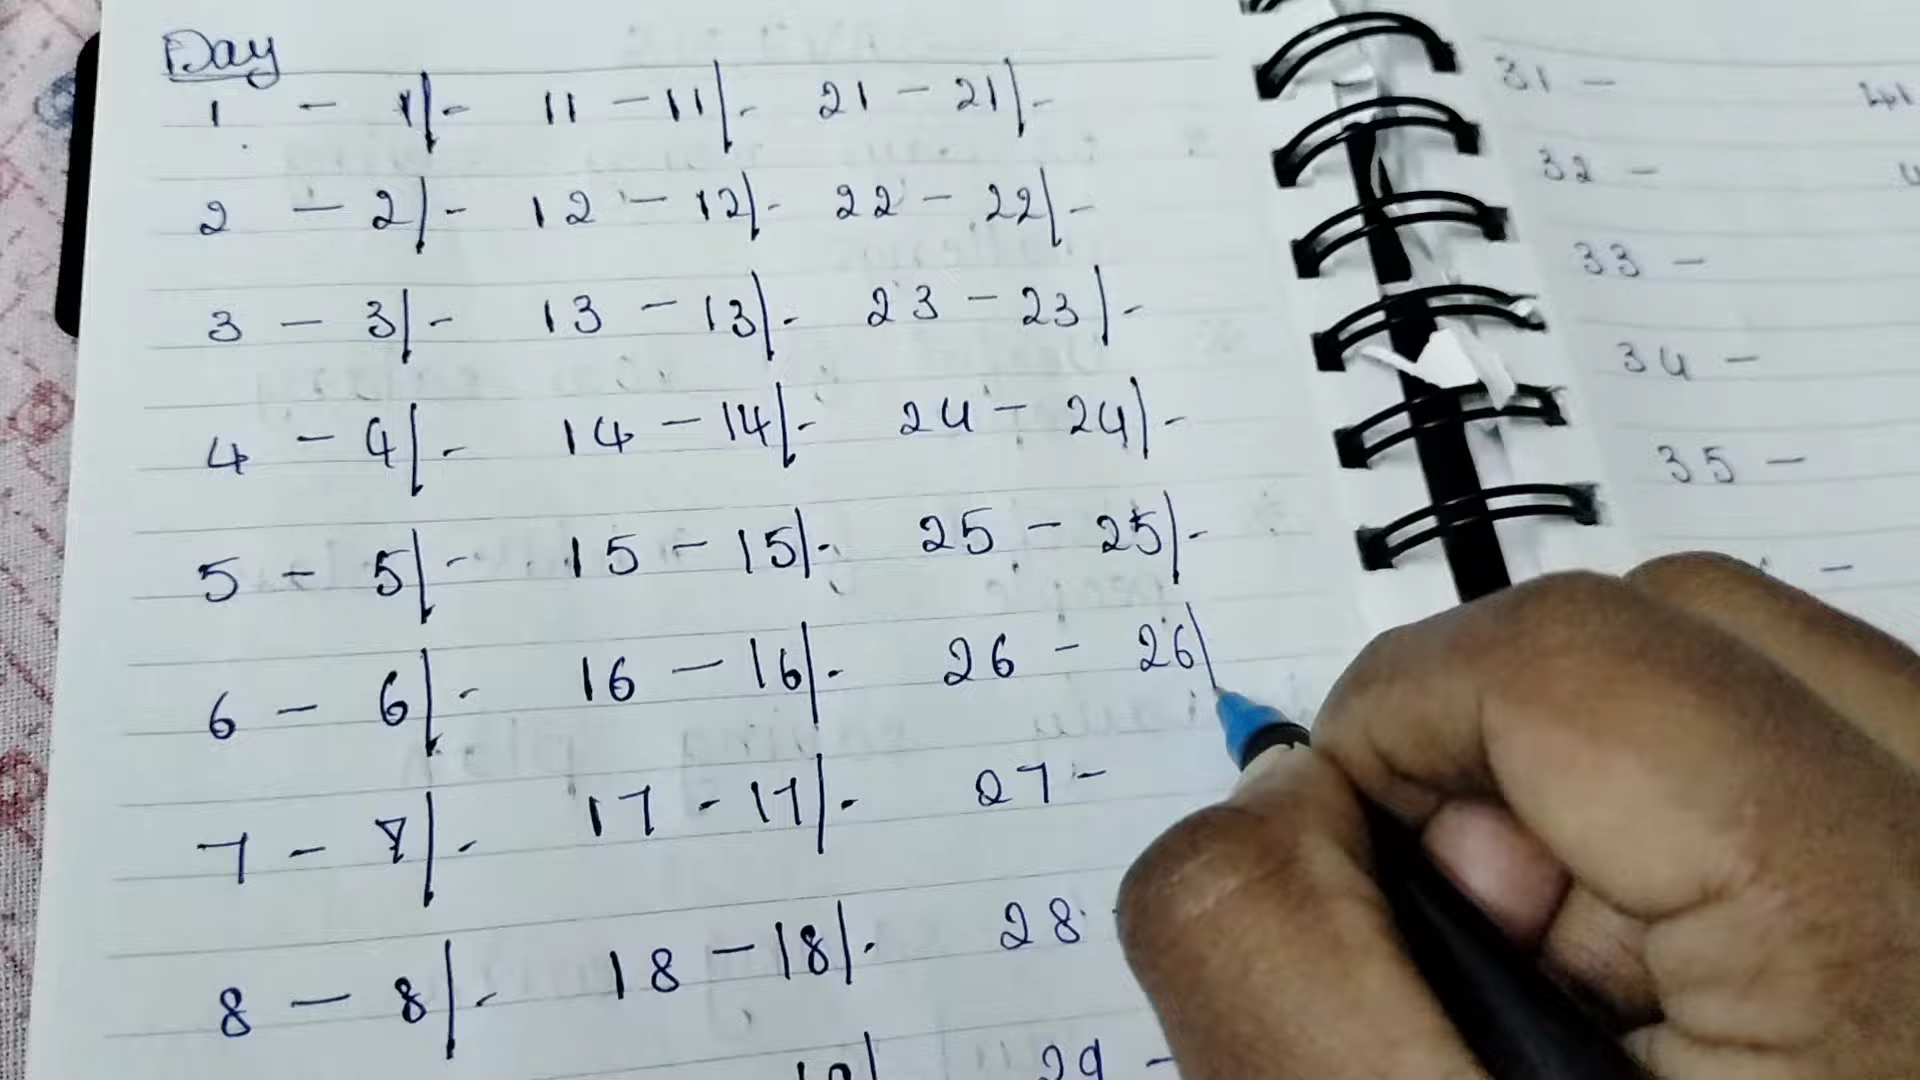 Day
1 - 1/- 11 - 11/- 21 - 21/-
2 - 2/- 12 - 12/- 22 - 22/-
3 - 3/- 13 - 13/- 23 - 23/-
4 - 4/- 14 - 14/- 24 - 24/-
5 - 5/- 15 - 15/- 25 - 25/-
6 - 6/- 16 - 16/- 26 - 26/
7 - 7/- 17 - 17/- 27 -
8 - 8/- 18 - 18/- 28
29 -
31 -
32 -
33 -
34 -
35 -